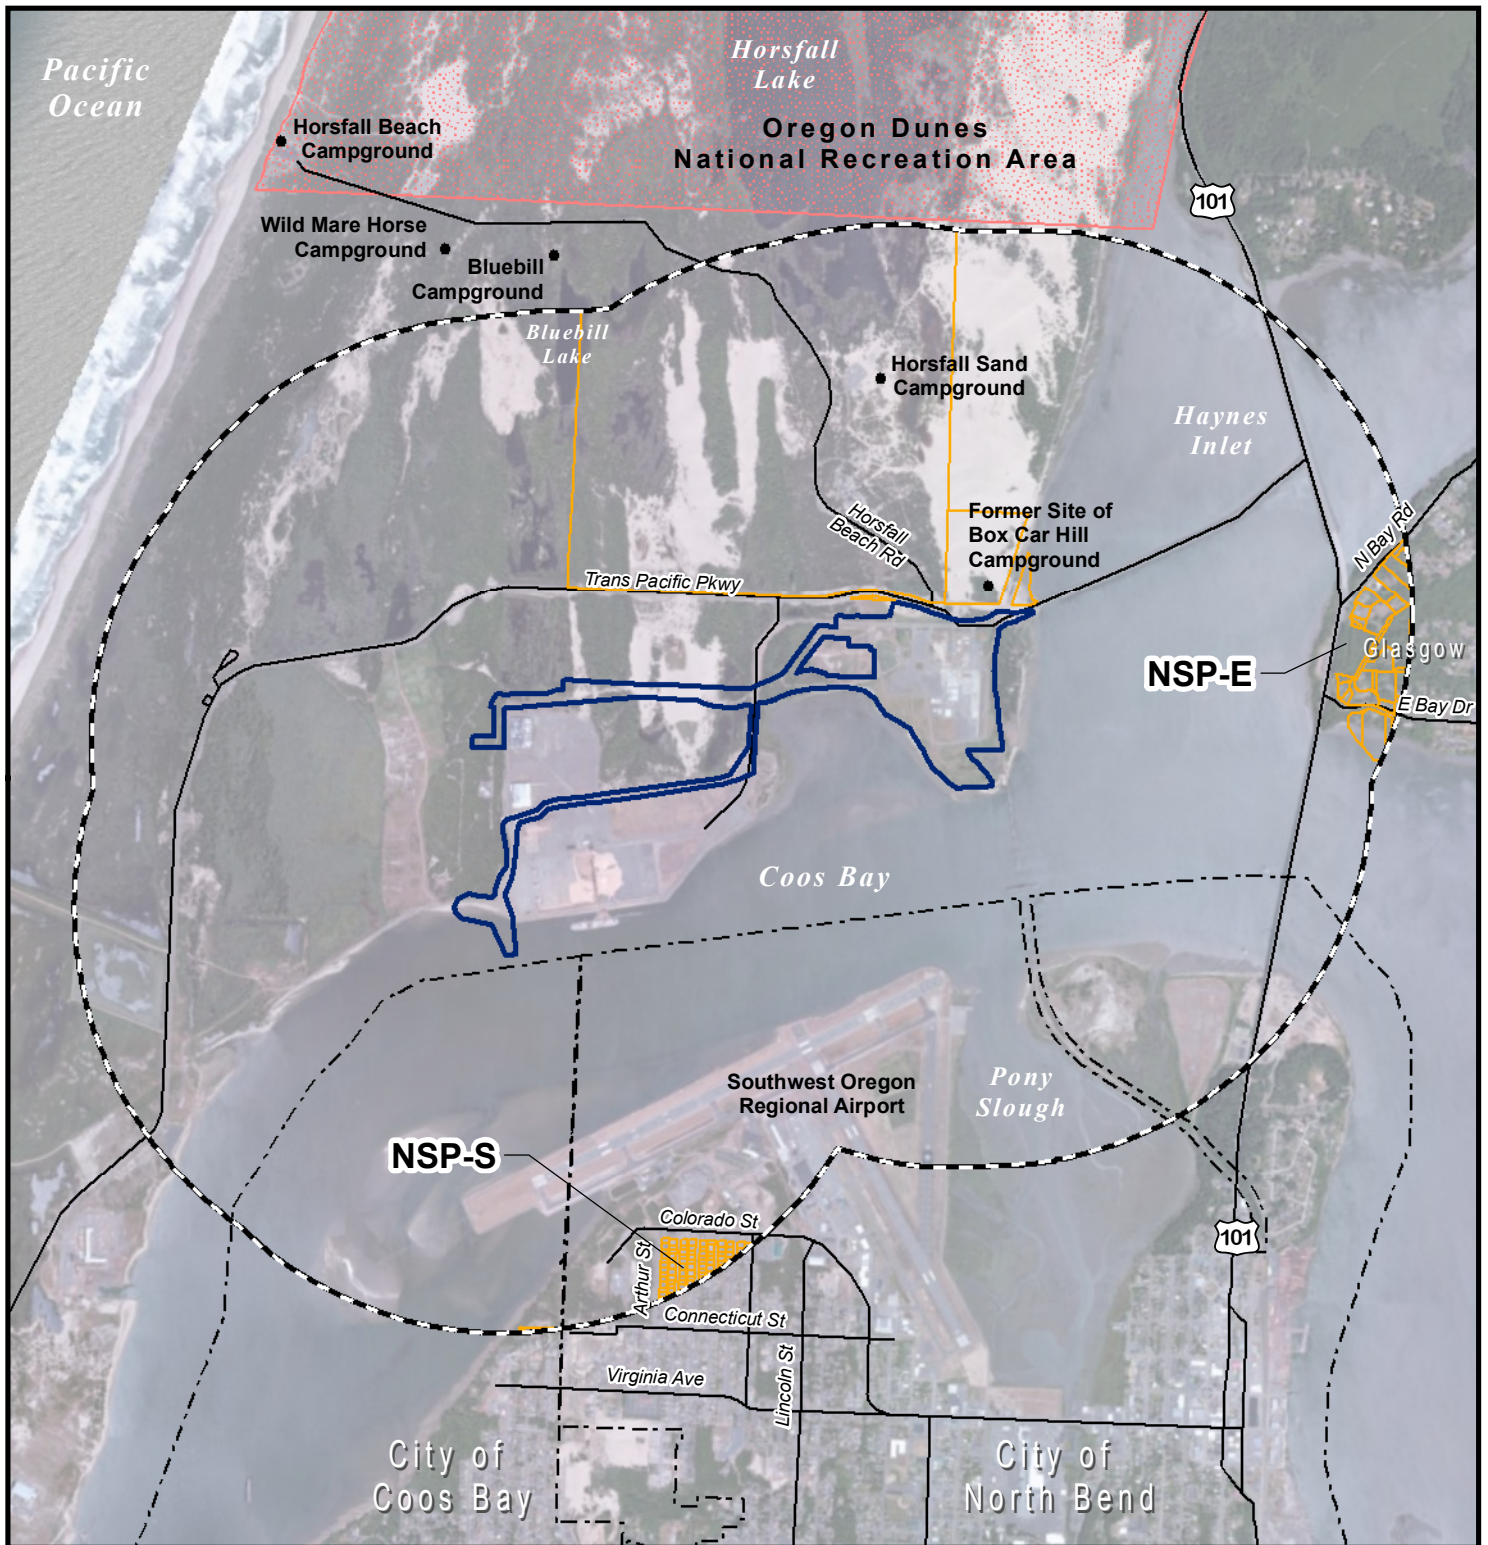 Pacific
Ocean
Horsfall
Lake
Oregon Dunes
National Recreation Area
Horsfall Beach
Campground
101
Wild Mare Horse
Campground
Bluebill
Campground
Bluebill
Lake
Horsfall Sand
Campground
Haynes
Inlet
Horsfall
Beach Rd
Former Site of
Box Car Hill
Campground
N Bay Rd
Trans Pacific Pkwy
Glasgow
NSP-E
E Bay Dr
Coos Bay
Southwest Oregon
Regional Airport
Pony
Slough
NSP-S
Colorado St
Arthur St
101
Connecticut St
Virginia Ave
Lincoln St
City of
Coos Bay
City of
North Bend